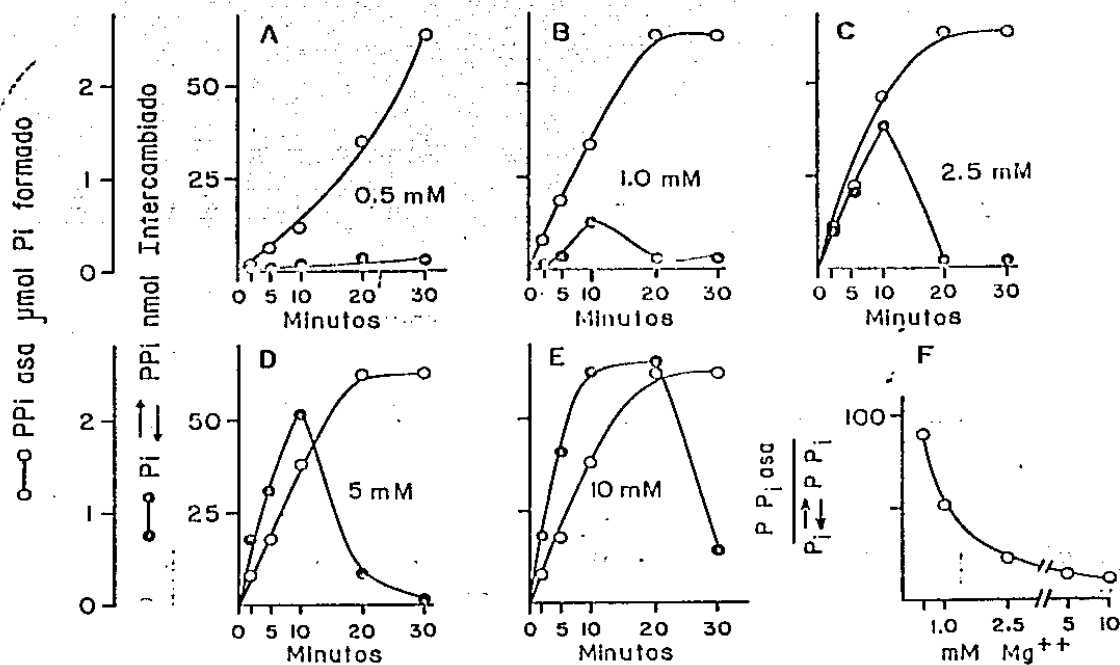 PPi asa µmol Pi formado
Pi ⇄ PPi nmol Intercambiado
2
1
0
50
25
A
0.5 mM
0 5 10 20 30
Minutos
B
1.0 mM
0 5 10 20 30
Minutos
C
2.5 mM
0 5 10 20 30
Minutos
2
1
0
50
25
D
5 mM
0 5 10 20 30
Minutos
E
10 mM
0 5 10 20 30
Minutos
F
100
P Pi asa
Pi ⇄ P Pi
1.0 2.5 5 10
mM Mg++